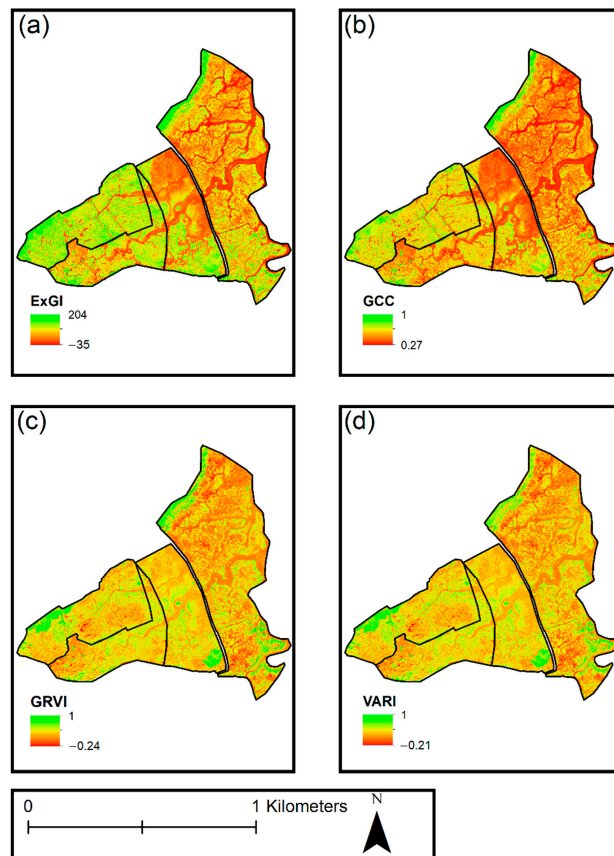 (a)
ExGI
204
−35
(b)
GCC
1
0.27
(c)
GRVI
1
−0.24
(d)
VARI
1
−0.21
0 1 Kilometers
N